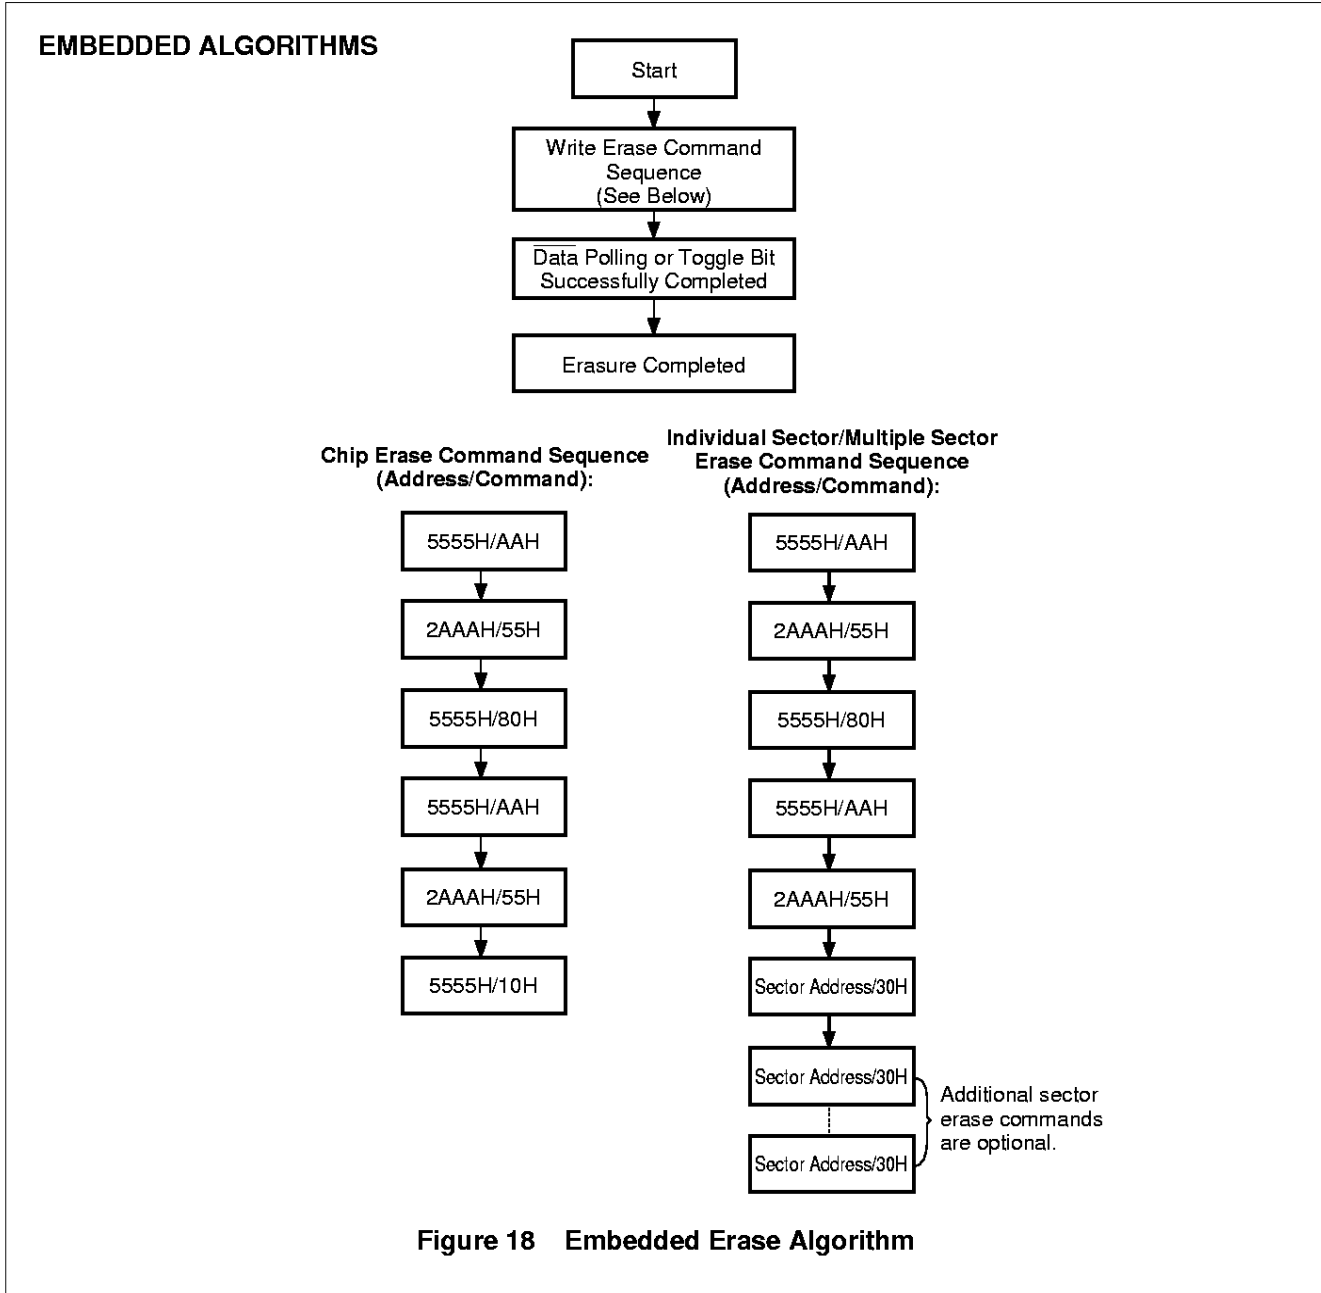 EMBEDDED ALGORITHMS
Start
Write Erase Command
Sequence
(See Below)
Data Polling or Toggle Bit
Successfully Completed
Erasure Completed
Chip Erase Command Sequence
(Address/Command):
5555H/AAH
2AAAH/55H
5555H/80H
5555H/AAH
2AAAH/55H
5555H/10H
Individual Sector/Multiple Sector
Erase Command Sequence
(Address/Command):
5555H/AAH
2AAAH/55H
5555H/80H
5555H/AAH
2AAAH/55H
Sector Address/30H
Sector Address/30H
Sector Address/30H
Additional sector
erase commands
are optional.
Figure 18 Embedded Erase Algorithm